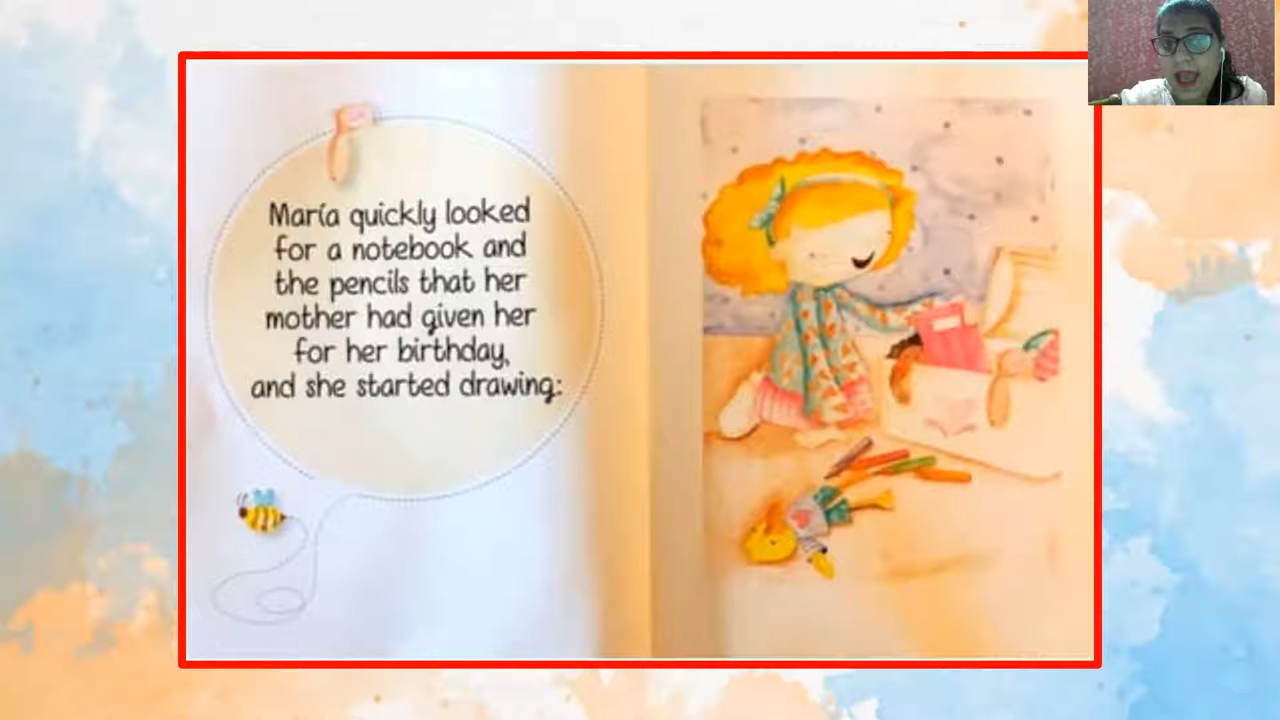 María quickly looked
for a notebook and
the pencils that her
mother had given her
for her birthday,
and she started drawing: